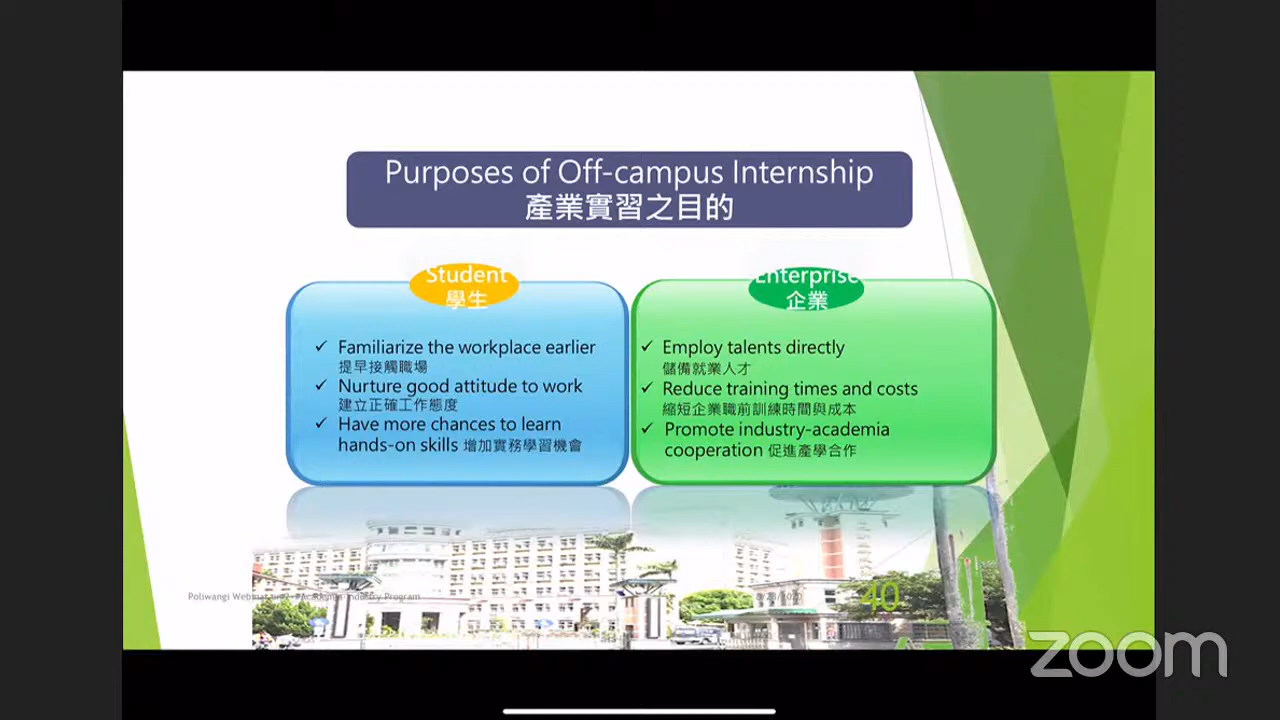 Purposes of Off-campus Internship
產業實習之目的
Student
學生
✓ Familiarize the workplace earlier
提早接觸職場
✓ Nurture good attitude to work
建立正確工作態度
✓ Have more chances to learn
hands-on skills 增加實務學習機會
Enterprise
企業
✓ Employ talents directly
儲備就業人才
✓ Reduce training times and costs
縮短企業職前訓練時間與成本
✓ Promote industry-academia
cooperation 促進產學合作
Poliwangi Industry Program
40
zoom